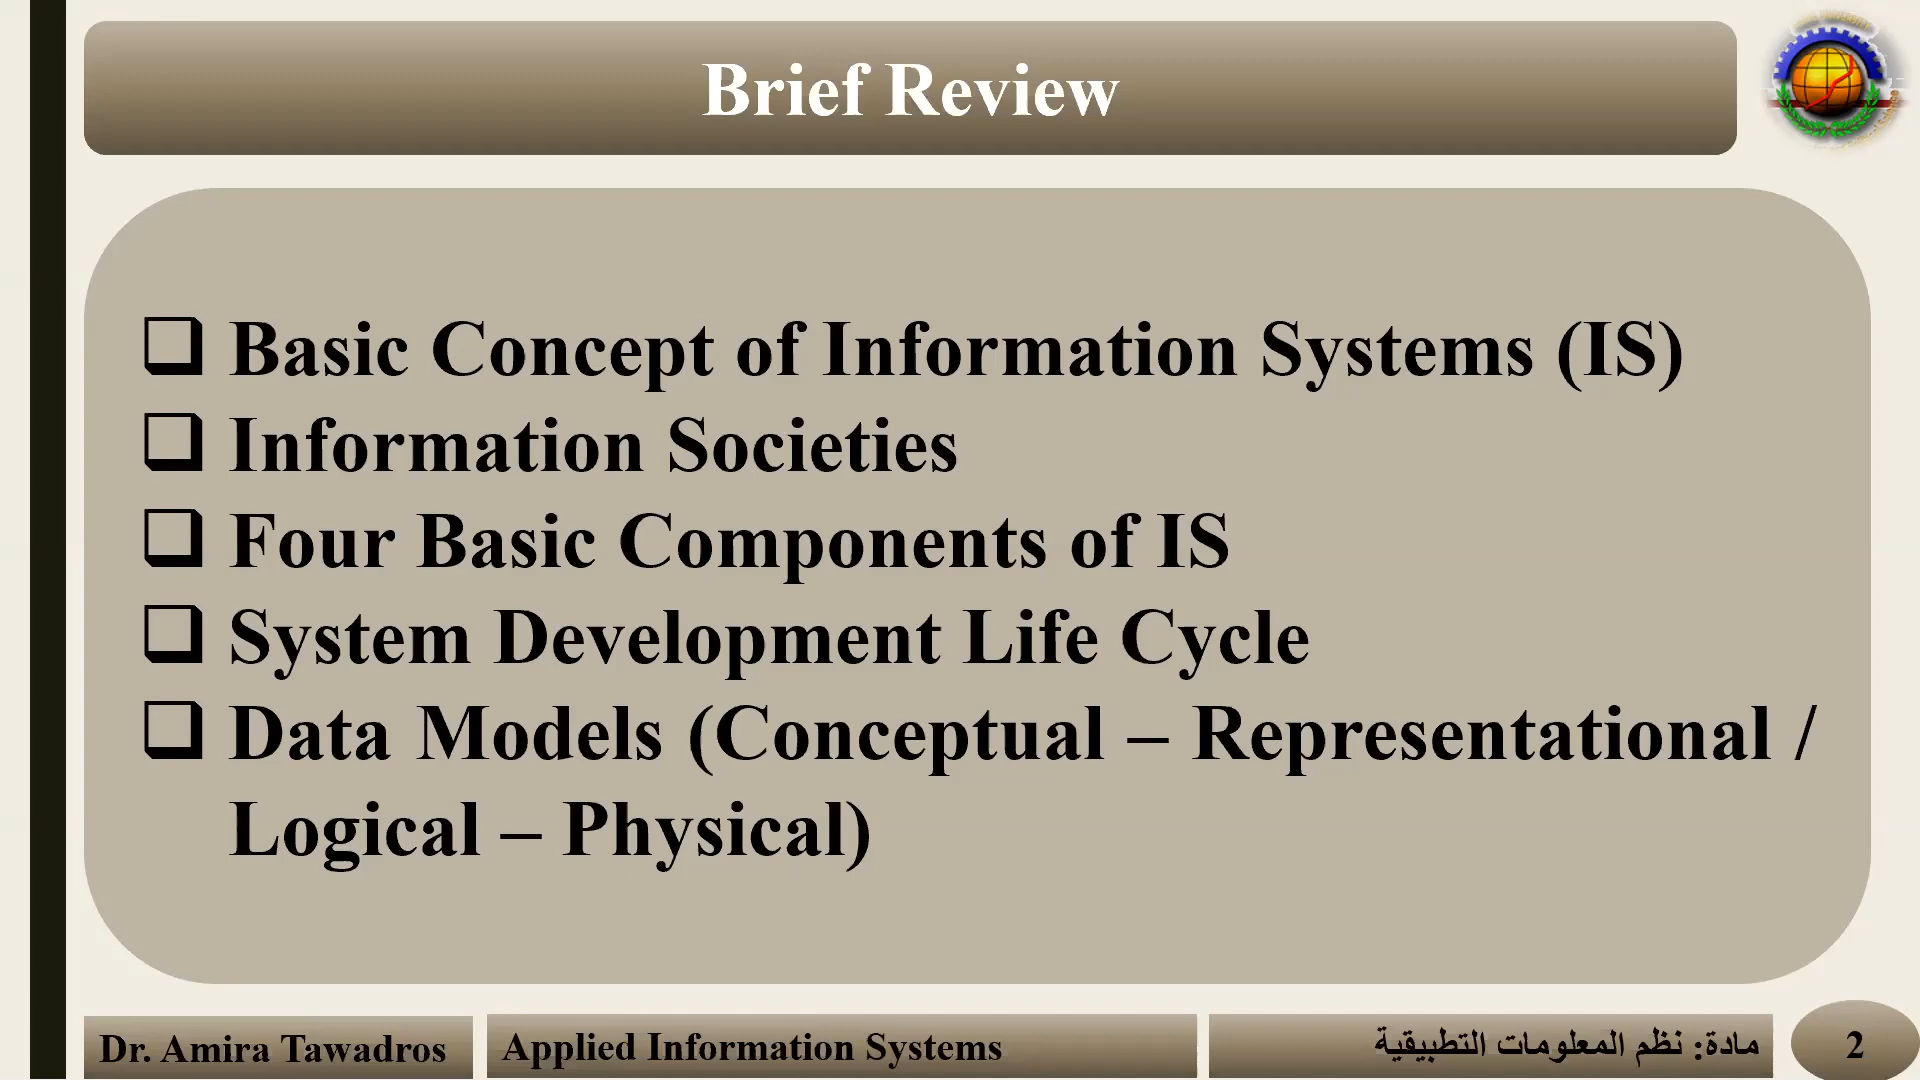 Brief Review
❑ Basic Concept of Information Systems (IS)
❑ Information Societies
❑ Four Basic Components of IS
❑ System Development Life Cycle
❑ Data Models (Conceptual – Representational /
Logical – Physical)
Dr. Amira Tawadros
Applied Information Systems
مادة: نظم المعلومات التطبيقية
2